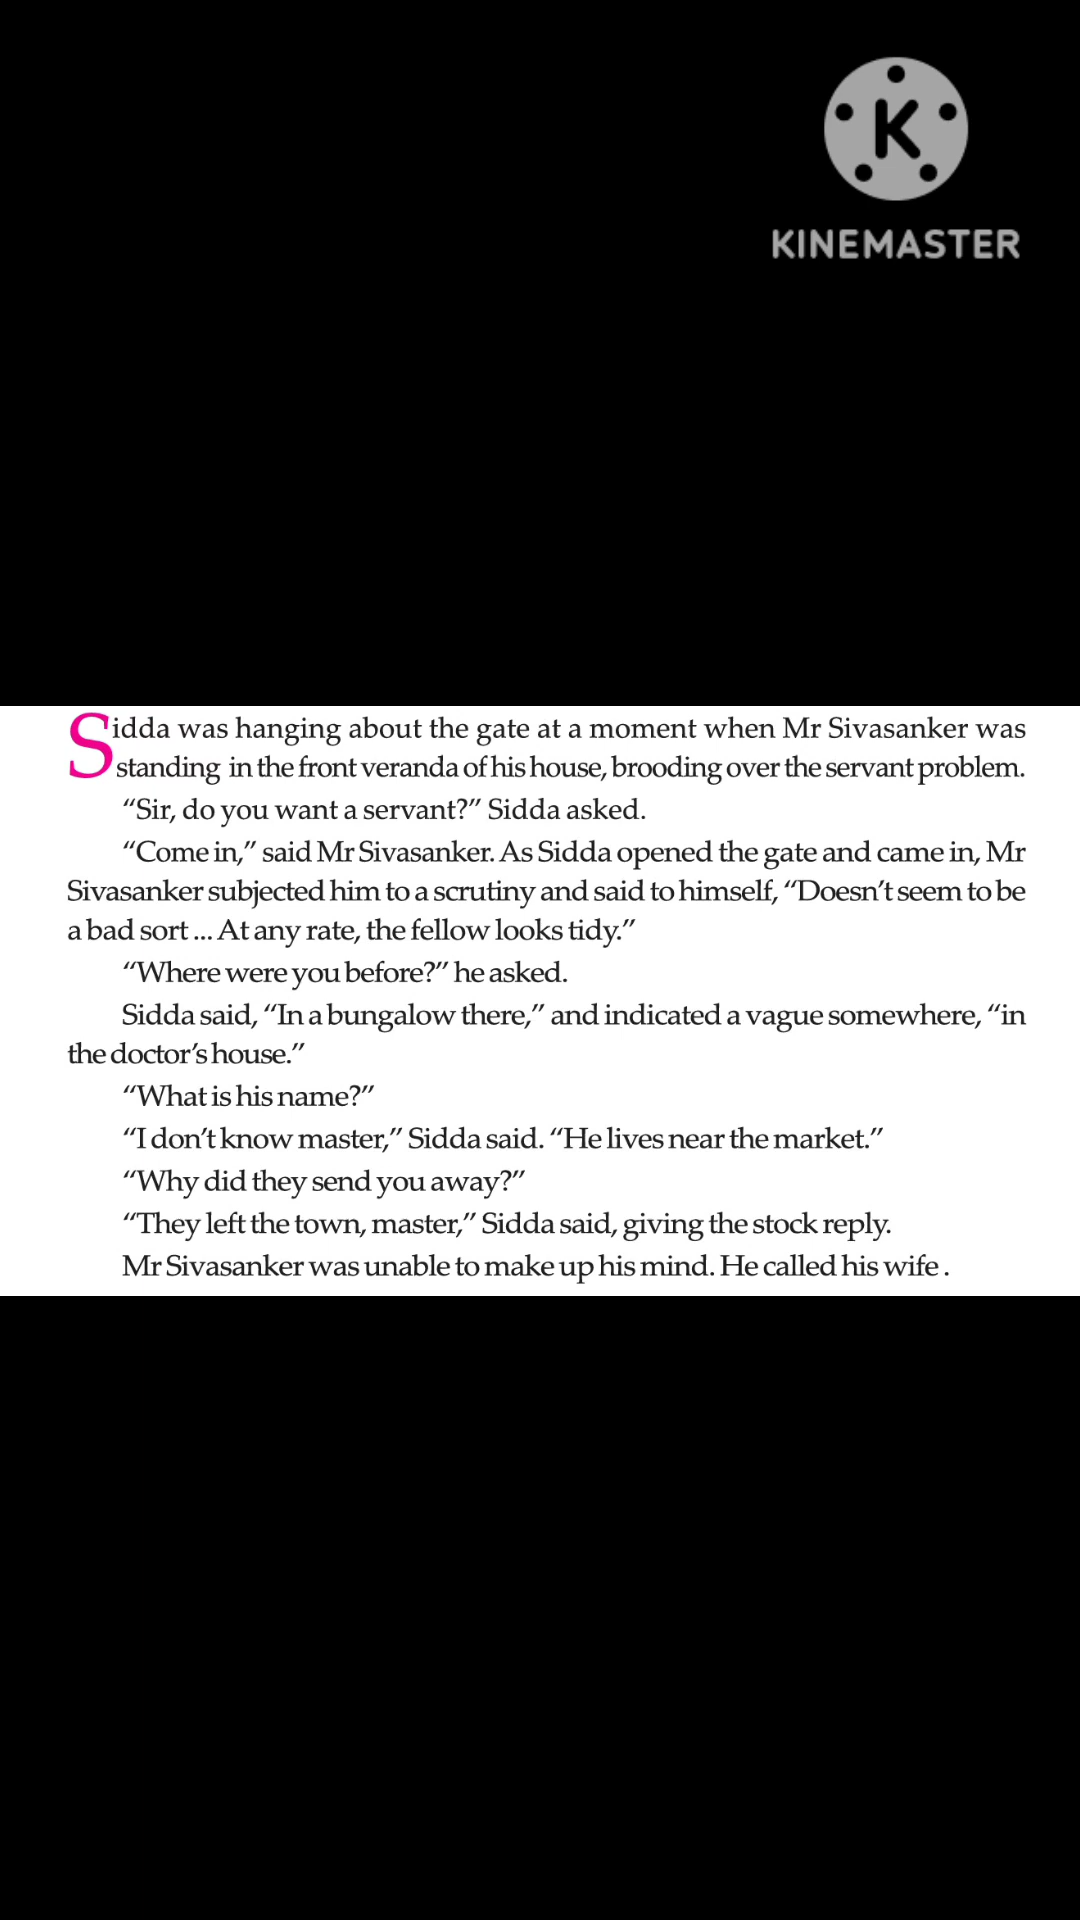 K
KINEMASTER
Sidda was hanging about the gate at a moment when Mr Sivasanker was
standing in the front veranda of his house, brooding over the servant problem.
“Sir, do you want a servant?” Sidda asked.
“Come in,” said Mr Sivasanker. As Sidda opened the gate and came in, Mr
Sivasanker subjected him to a scrutiny and said to himself, “Doesn’t seem to be
a bad sort ... At any rate, the fellow looks tidy.”
“Where were you before?” he asked.
Sidda said, “In a bungalow there,” and indicated a vague somewhere, “in
the doctor’s house.”
“What is his name?”
“I don’t know master,” Sidda said. “He lives near the market.”
“Why did they send you away?”
“They left the town, master,” Sidda said, giving the stock reply.
Mr Sivasanker was unable to make up his mind. He called his wife .